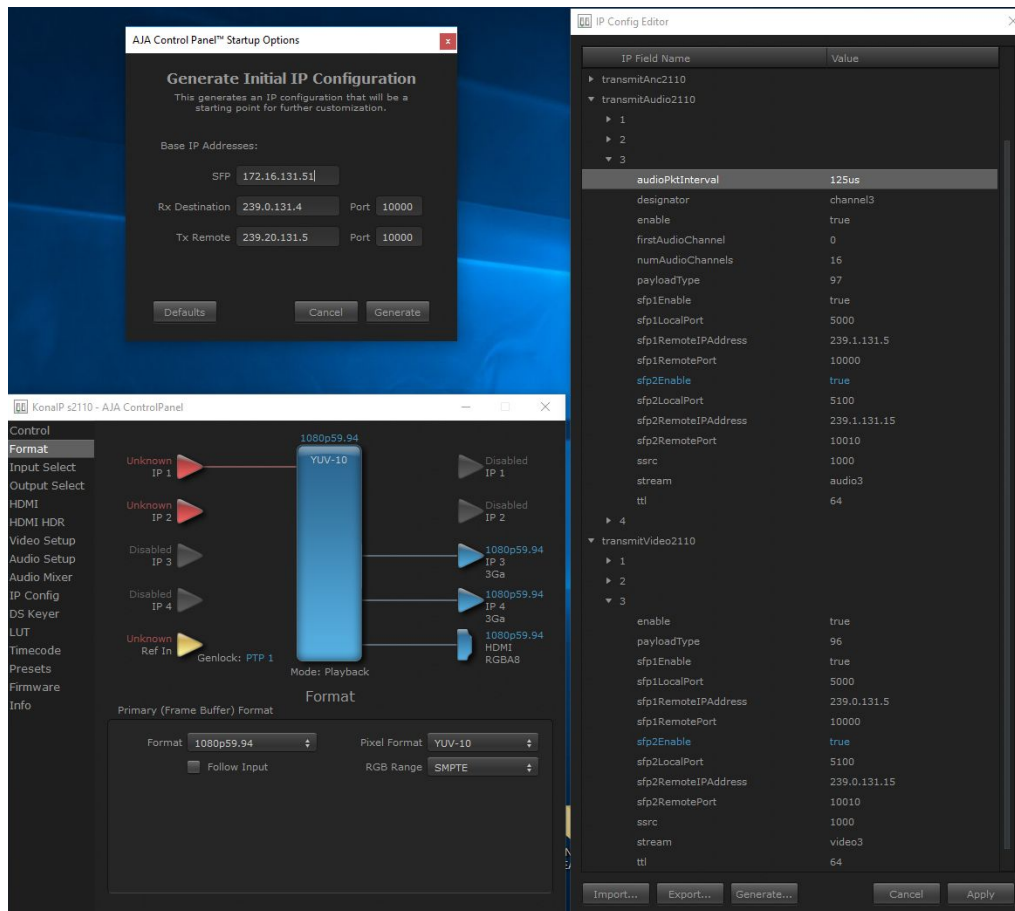 AJA Control Panel™ Startup Options
x
Generate Initial IP Configuration
This generates an IP configuration that will be a
starting point for further customization.
Base IP Addresses:
SFP 172.16.131.51
Rx Destination 239.0.131.4 Port 10000
Tx Remote 239.20.131.5 Port 10000
Defaults Cancel Generate
KonaIP s2110 - AJA ControlPanel
Control
Format
Input Select
Output Select
HDMI
HDMI HDR
Video Setup
Audio Setup
Audio Mixer
IP Config
DS Keyer
LUT
Timecode
Presets
Firmware
Info
1080p59.94
YUV-10
Unknown
IP 1
Unknown
IP 2
Disabled
IP 3
Disabled
IP 4
Unknown
Ref In
Genlock: PTP 1
Disabled
IP 1
Disabled
IP 2
1080p59.94
IP 3
3Ga
1080p59.94
IP 4
3Ga
1080p59.94
HDMI
RGBA8
Mode: Playback
Format
Primary (Frame Buffer) Format
Format 1080p59.94 Pixel Format YUV-10
Follow Input RGB Range SMPTE
IP Config Editor
IP Field Name Value
transmitAnc2110
transmitAudio2110
1
2
3
audioPktInterval 125us
designator channel3
enable true
firstAudioChannel 0
numAudioChannels 16
payloadType 97
sfp1Enable true
sfp1LocalPort 5000
sfp1RemoteIPAddress 239.1.131.5
sfp1RemotePort 10000
sfp2Enable true
sfp2LocalPort 5100
sfp2RemoteIPAddress 239.1.131.15
sfp2RemotePort 10010
ssrc 1000
stream audio3
ttl 64
4
transmitVideo2110
1
2
3
enable true
payloadType 96
sfp1Enable true
sfp1LocalPort 5000
sfp1RemoteIPAddress 239.0.131.5
sfp1RemotePort 10000
sfp2Enable true
sfp2LocalPort 5100
sfp2RemoteIPAddress 239.0.131.15
sfp2RemotePort 10010
ssrc 1000
stream video3
ttl 64
Import... Export... Generate... Cancel Apply